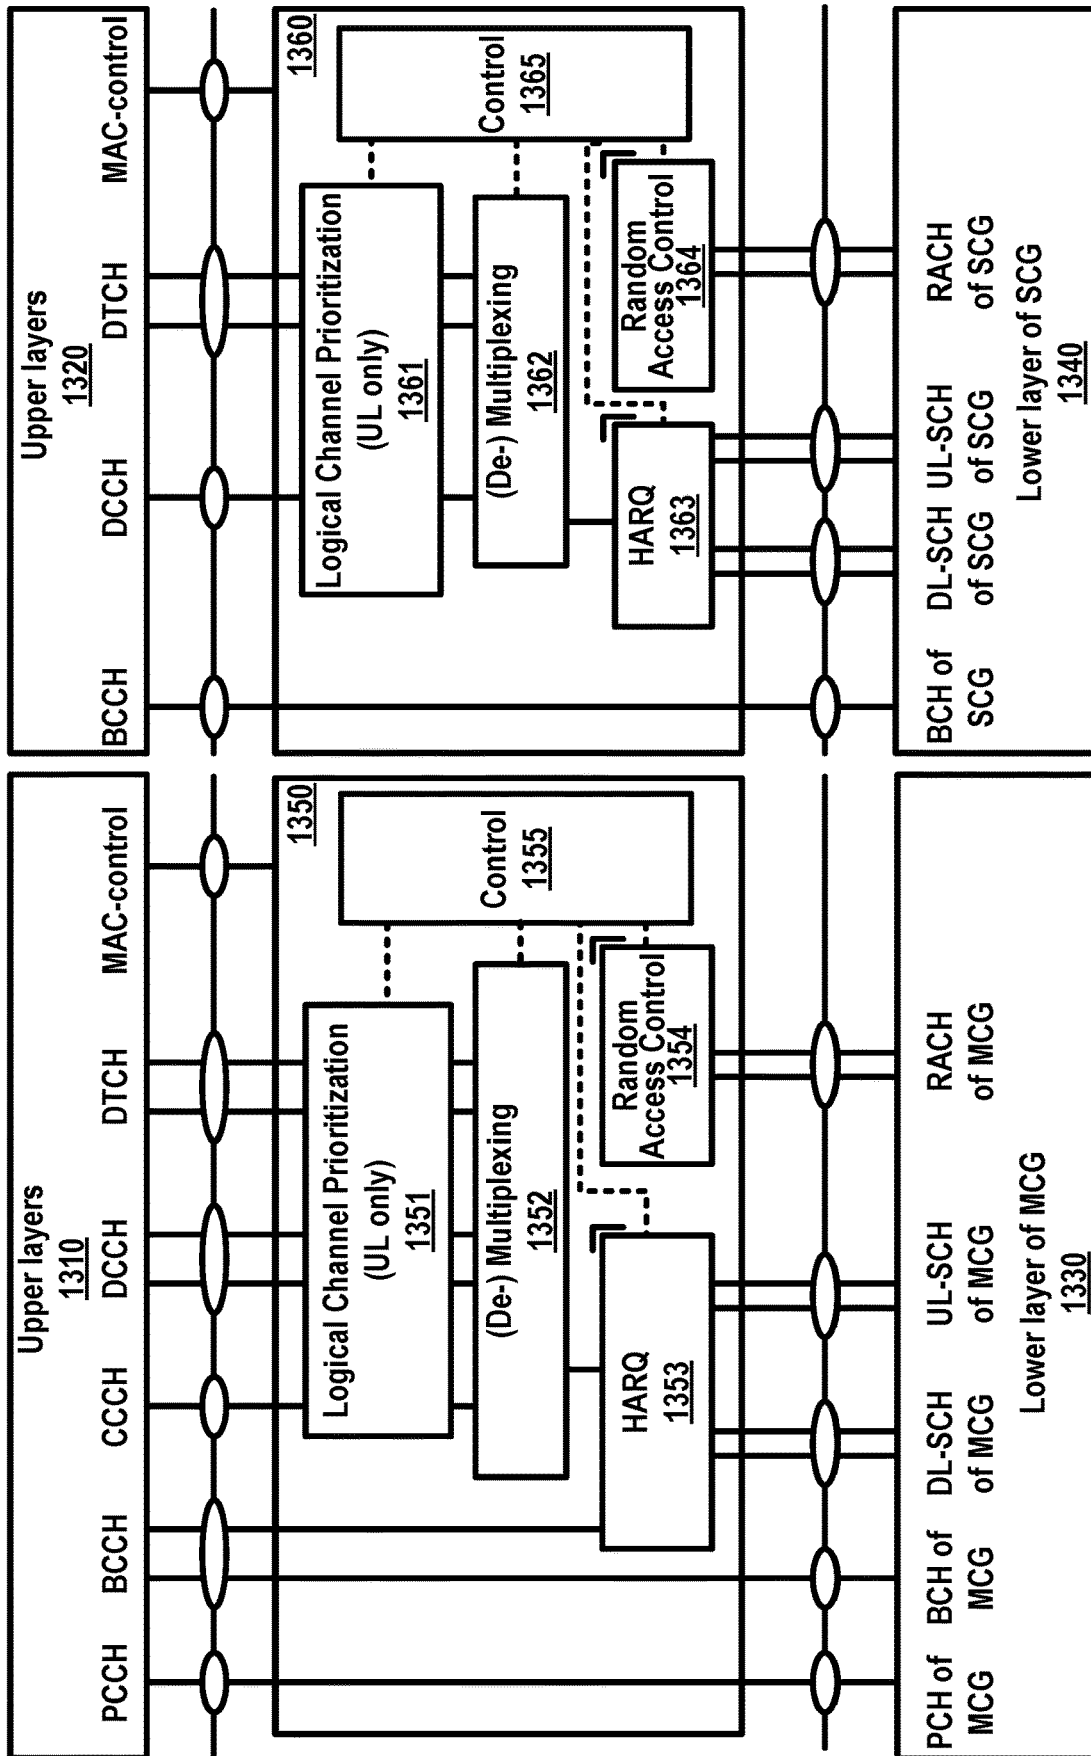 Upper layers
1310
PCCH
BCCH
CCCH
DCCH
DTCH
MAC-control
1350
Logical Channel Prioritization
(UL only)
1351
(De-) Multiplexing
1352
HARQ
1353
Random
Access Control
1354
Control
1355
PCH of
MCG
BCH of
MCG
DL-SCH
of MCG
UL-SCH
of MCG
RACH
of MCG
Lower layer of MCG
1330
Upper layers
1320
BCCH
DCCH
DTCH
MAC-control
1360
Logical Channel Prioritization
(UL only)
1361
(De-) Multiplexing
1362
HARQ
1363
Random
Access Control
1364
Control
1365
BCH of
SCG
DL-SCH
of SCG
UL-SCH
of SCG
RACH
of SCG
Lower layer of SCG
1340